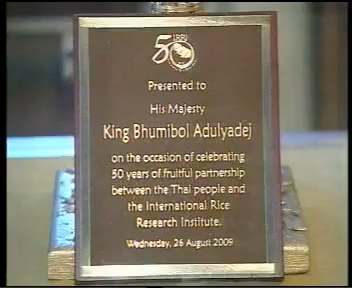 IRRI
50
Presented to
His Majesty
King Bhumibol Adulyadej
on the occasion of celebrating
50 years of fruitful partnership
between the Thai people and
the International Rice
Research Institute.
Wednesday, 26 August 2009